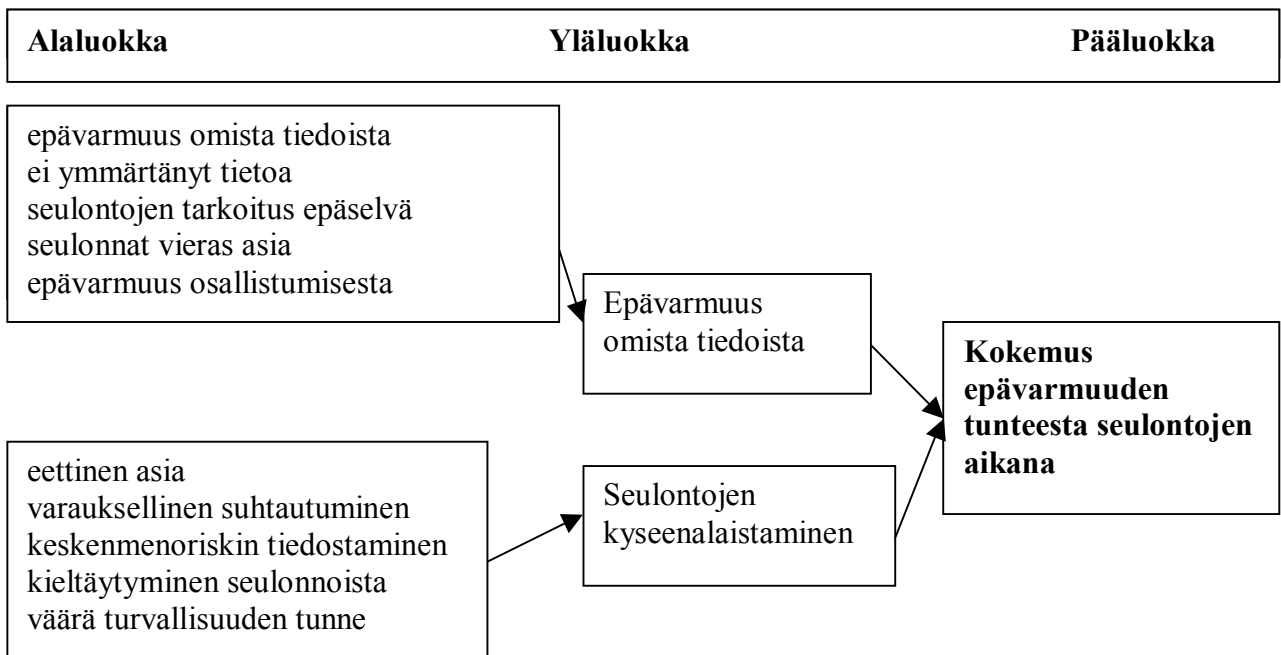 Alaluokka Yläluokka Pääluokka
epävarmuus omista tiedoista
ei ymmärtänyt tietoa
seulontojen tarkoitus epäselvä
seulonnat vieras asia
epävarmuus osallistumisesta
Epävarmuus
omista tiedoista
Kokemus
epävarmuuden
tunteesta seulontojen
aikana
eettinen asia
varauksellinen suhtautuminen
keskenmenoriskin tiedostaminen
kieltäytyminen seulonnoista
väärä turvallisuuden tunne
Seulontojen
kyseenalaistaminen